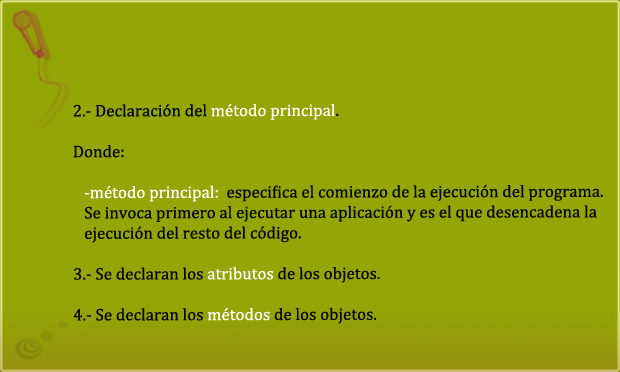 2.- Declaración del método principal.
Donde:
-método principal: especifica el comienzo de la ejecución del programa.
Se invoca primero al ejecutar una aplicación y es el que desencadena la
ejecución del resto del código.
3.- Se declaran los atributos de los objetos.
4.- Se declaran los métodos de los objetos.